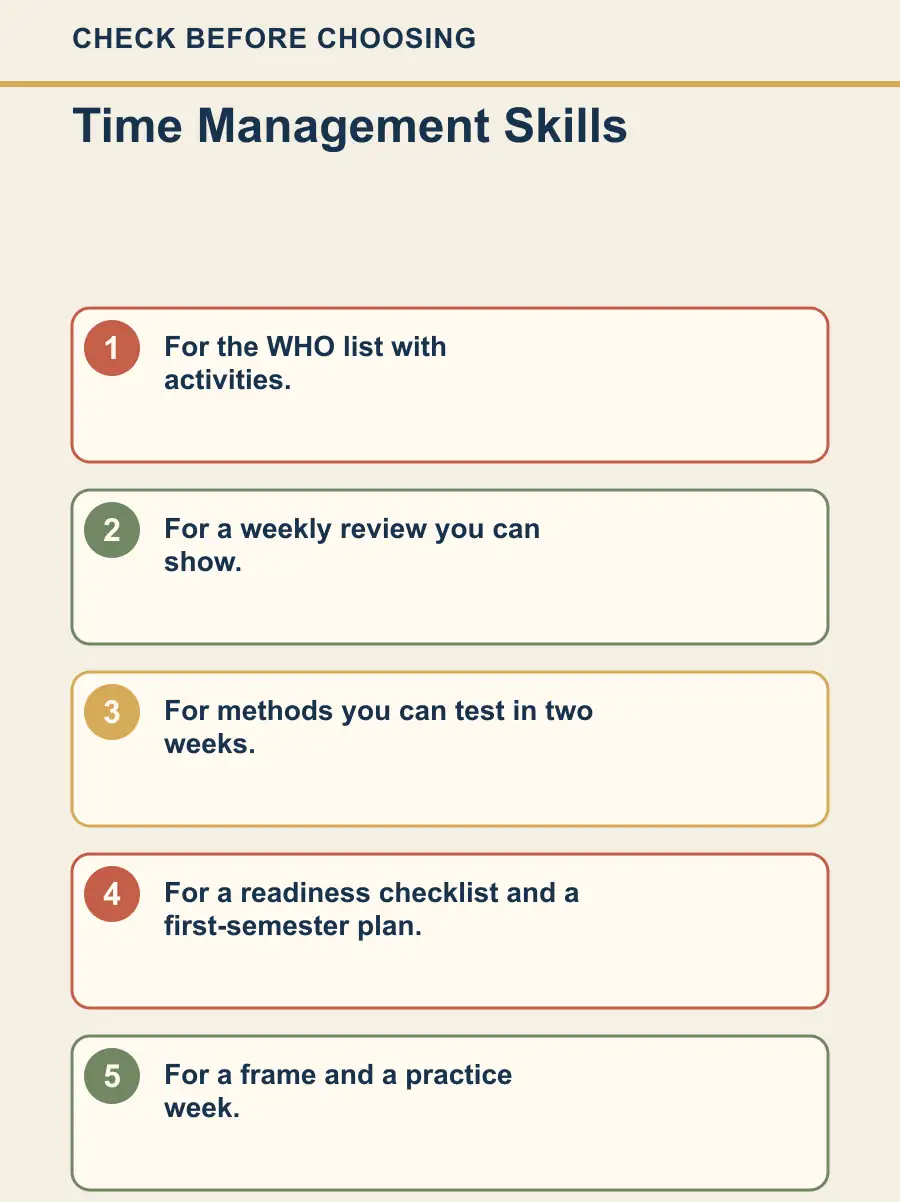 CHECK BEFORE CHOOSING
Time Management Skills
1
For the WHO list with
activities.
2
For a weekly review you can
show.
3
For methods you can test in two
weeks.
4
For a readiness checklist and a
first-semester plan.
5
For a frame and a practice
week.